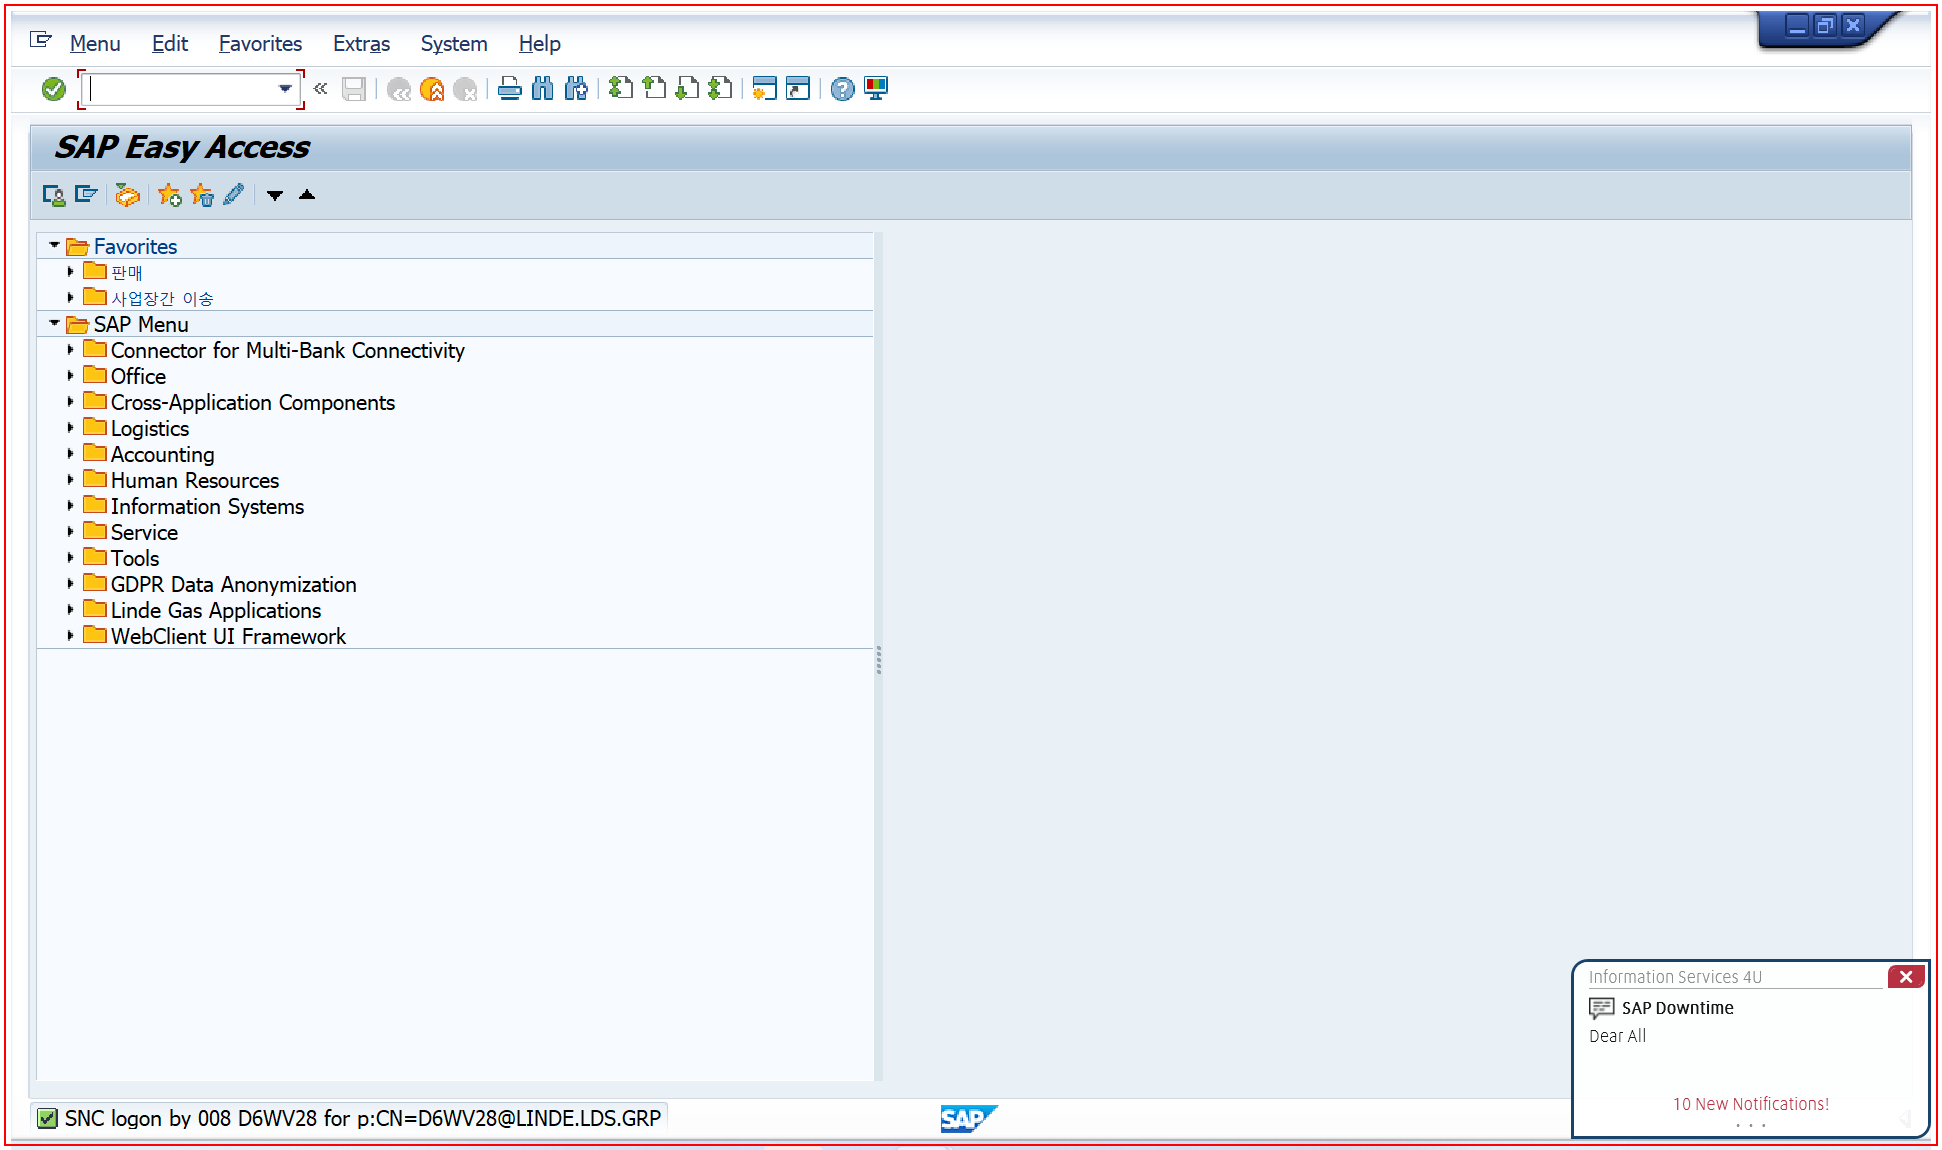 Menu Edit Favorites Extras System Help
SAP Easy Access
Favorites
판매
사업장간 이송
SAP Menu
Connector for Multi-Bank Connectivity
Office
Cross-Application Components
Logistics
Accounting
Human Resources
Information Systems
Service
Tools
GDPR Data Anonymization
Linde Gas Applications
WebClient UI Framework
Information Services 4U
SAP Downtime
Dear All
10 New Notifications!
SNC logon by 008 D6WV28 for p:CN=D6WV28@LINDE.LDS.GRP
SAP